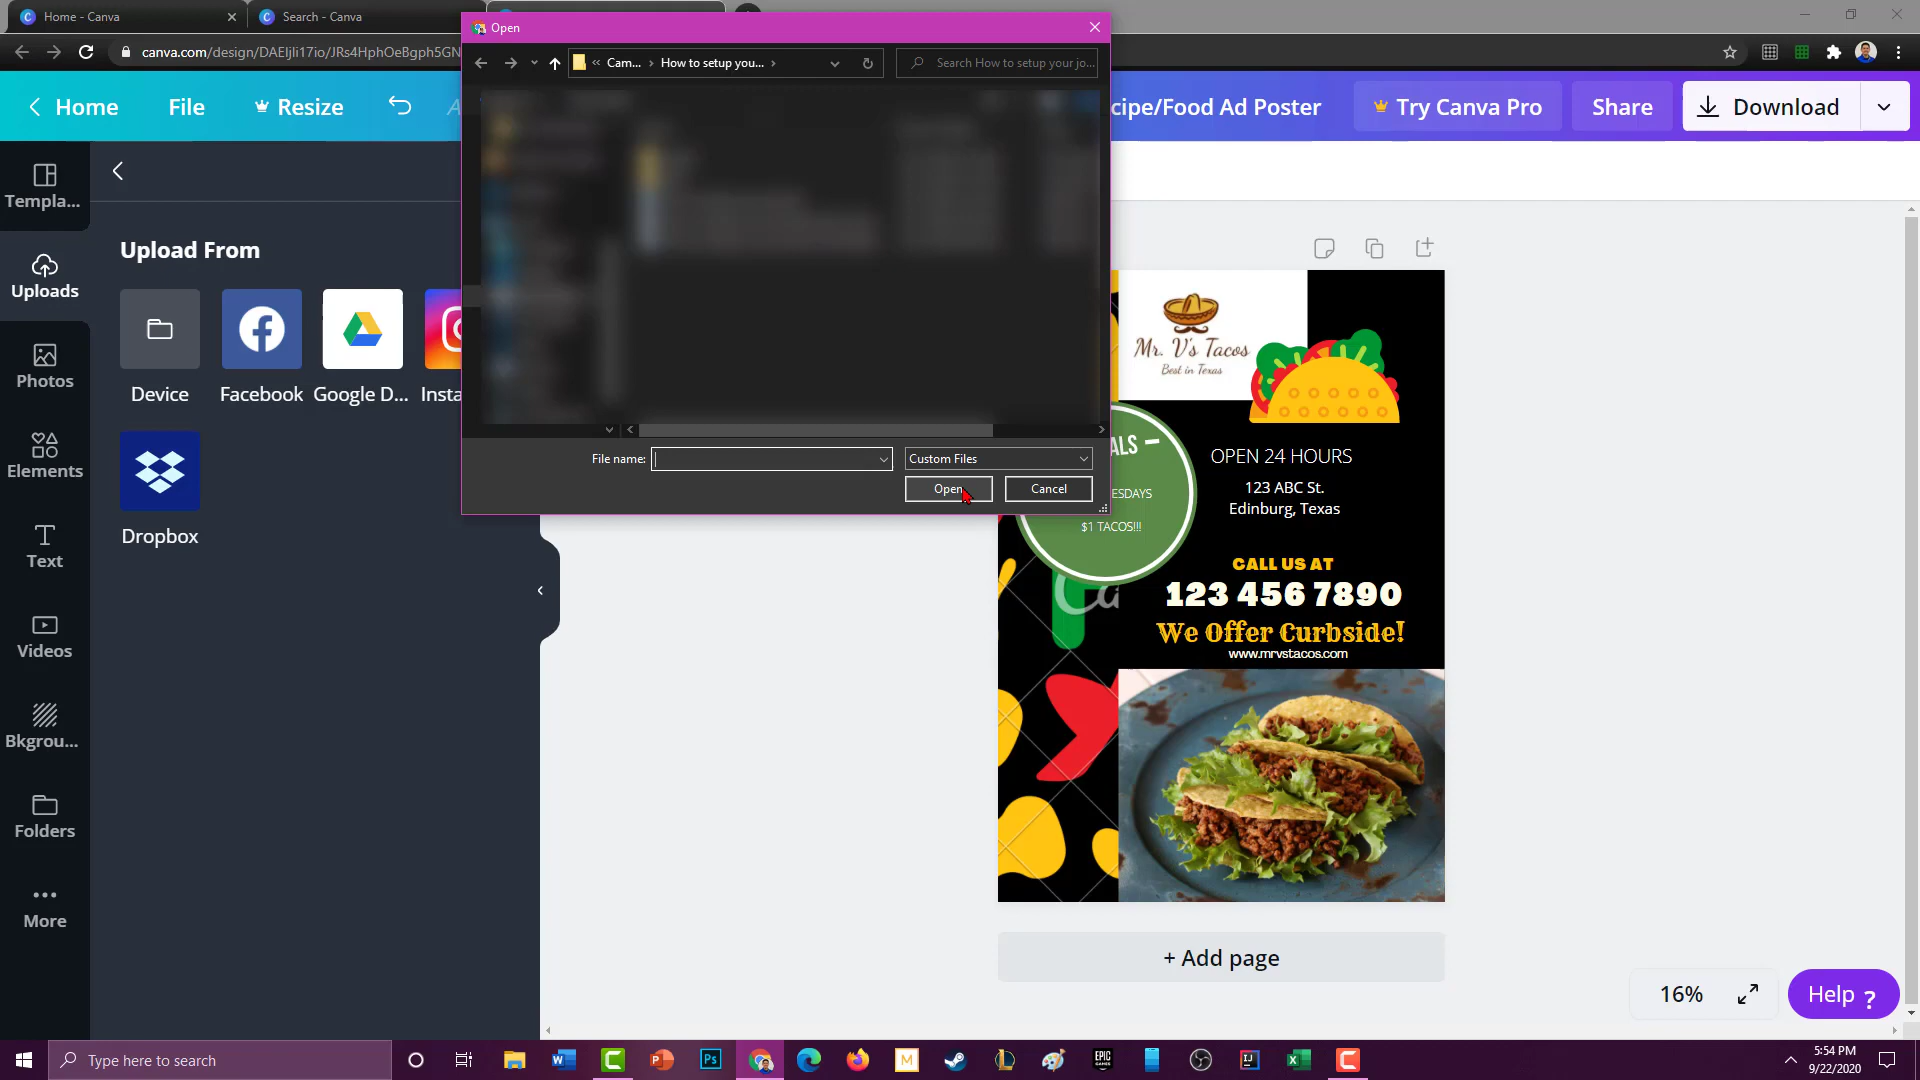 Home - Canva
Search - Canva
Open
canva.com/design/DAEIjli17io/JRs4HphOeBgph5GN
Cam...
How to setup you...
Search How to setup your jo...
Home
File
Resize
cipe/Food Ad Poster
Try Canva Pro
Share
Download
Templa...
Uploads
Photos
Elements
Text
Videos
Bkgrou...
Folders
More
Upload From
Device
Facebook
Google D...
Insta
Dropbox
File name:
Custom Files
Open
Cancel
Mr. V's Tacos
Best in Texas
ALS
ESDAYS
$1 TACOS!!!
OPEN 24 HOURS
123 ABC St.
Edinburg, Texas
CALL US AT
123 456 7890
We Offer Curbside!
www.mrvstacos.com
Ca
+ Add page
16%
Help ?
Type here to search
5:54 PM
9/22/2020